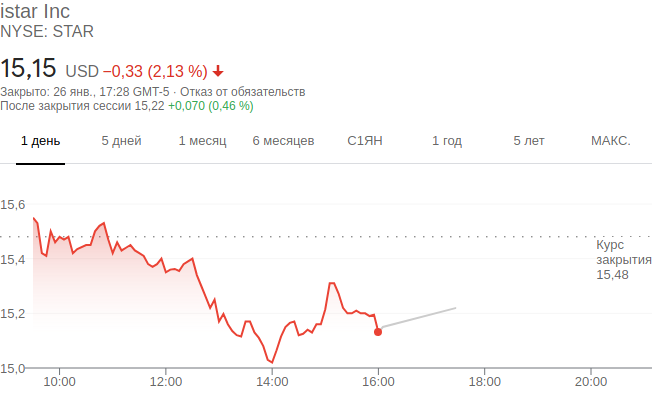 istar Inc
NYSE: STAR
15,15 USD −0,33 (2,13 %)
Закрыто: 26 янв., 17:28 GMT-5 · Отказ от обязательств
После закрытия сессии 15,22 +0,070 (0,46 %)
1 день 5 дней 1 месяц 6 месяцев С1ЯН 1 год 5 лет МАКС.
15,6
15,4
15,2
15,0
Курс
закрытия
15,48
10:00 12:00 14:00 16:00 18:00 20:00